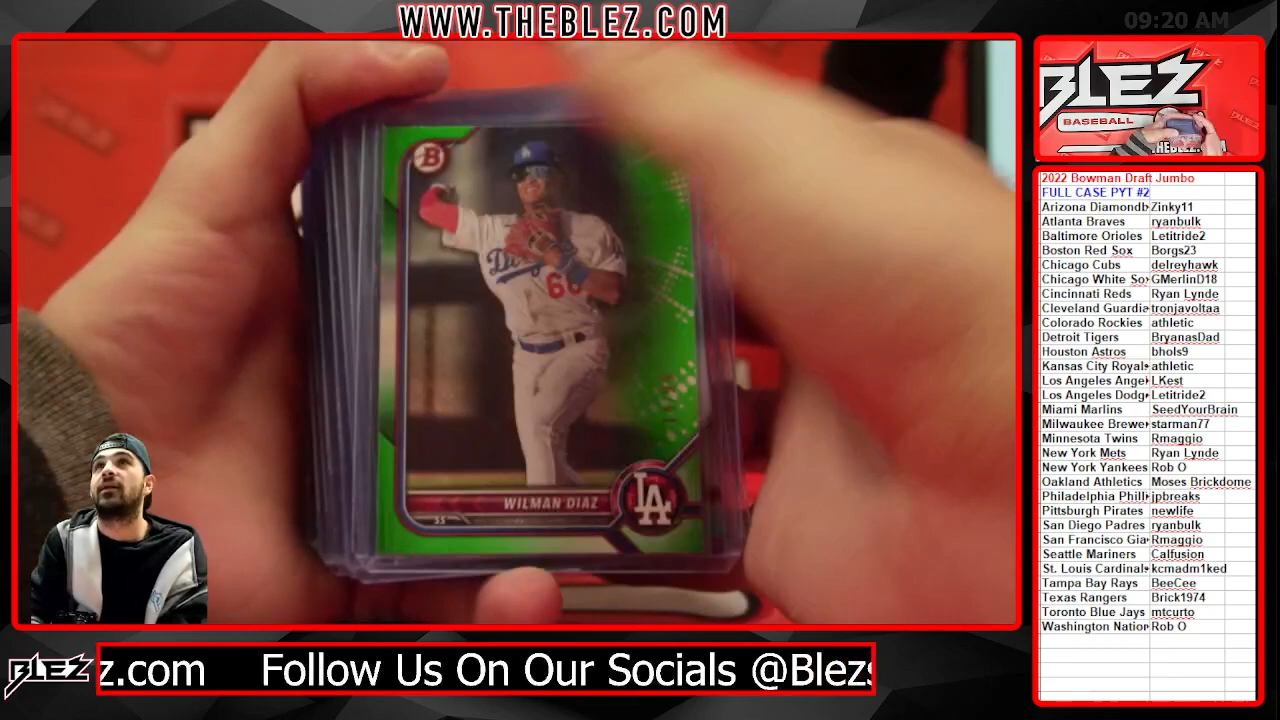 WWW.THEBLEZ.COM
09:20 AM
BLEZ
BASEBALL
THEBLEZ.
B
Dod
66
WILMAN DIAZ
SS
LA
2022 Bowman Draft Jumbo
FULL CASE PYT #2
Arizona Diamondb Zinky11
Atlanta Braves ryanbulk
Baltimore Orioles Letitride2
Boston Red Sox Borgs23
Chicago Cubs delreyhawk
Chicago White So GMerlinD18
Cincinnati Reds Ryan Lynde
Cleveland Guardia tronjavoltaa
Colorado Rockies athletic
Detroit Tigers BryanasDad
Houston Astros bhols9
Kansas City Royal athletic
Los Angeles Ange LKest
Los Angeles Dodg Letitride2
Miami Marlins SeedYourBrain
Milwaukee Brewe starman77
Minnesota Twins Rmaggio
New York Mets Ryan Lynde
New York Yankees Rob O
Oakland Athletics Moses Brickdome
Philadelphia Phill jpbreaks
Pittsburgh Pirates newlife
San Diego Padres ryanbulk
San Francisco Gia Rmaggio
Seattle Mariners Calfusion
St. Louis Cardinal kcmadm1ked
Tampa Bay Rays BeeCee
Texas Rangers Brick1974
Toronto Blue Jays mtcurto
Washington Nation Rob O
BLEZ
z.com Follow Us On Our Socials @Blez